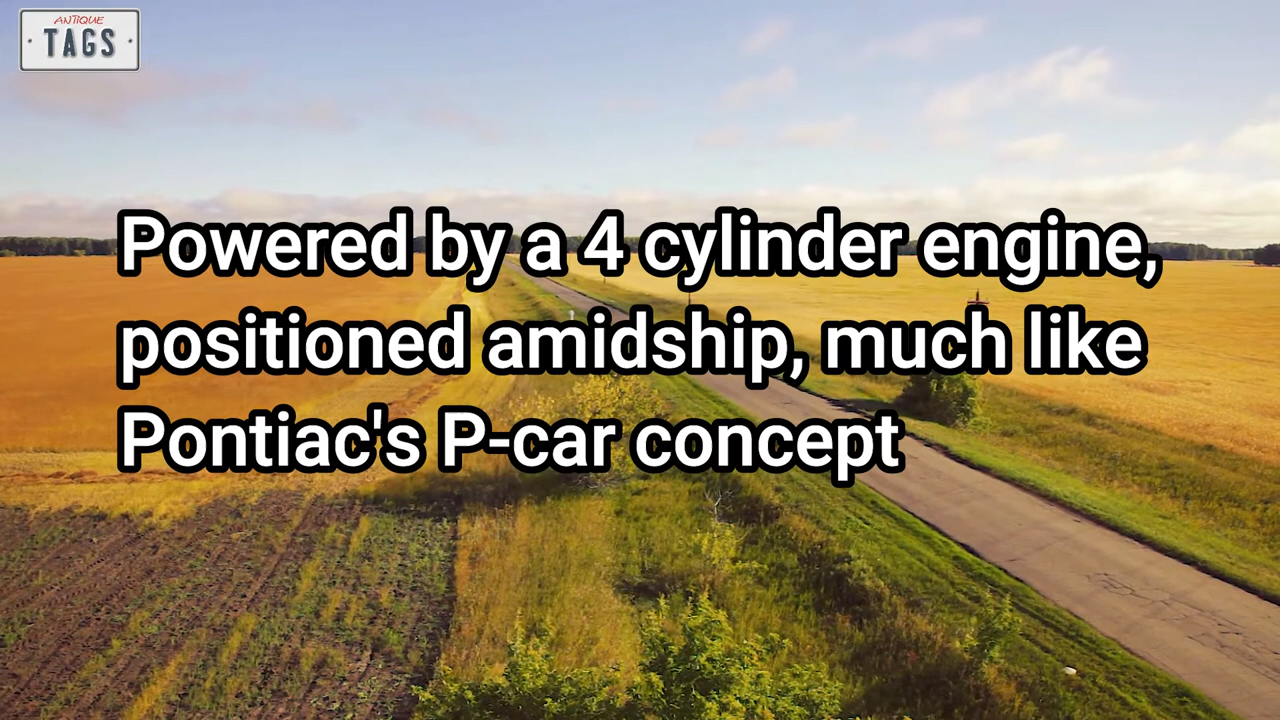 ANTIQUE
TAGS
Powered by a 4 cylinder engine,
positioned amidship, much like
Pontiac's P-car concept